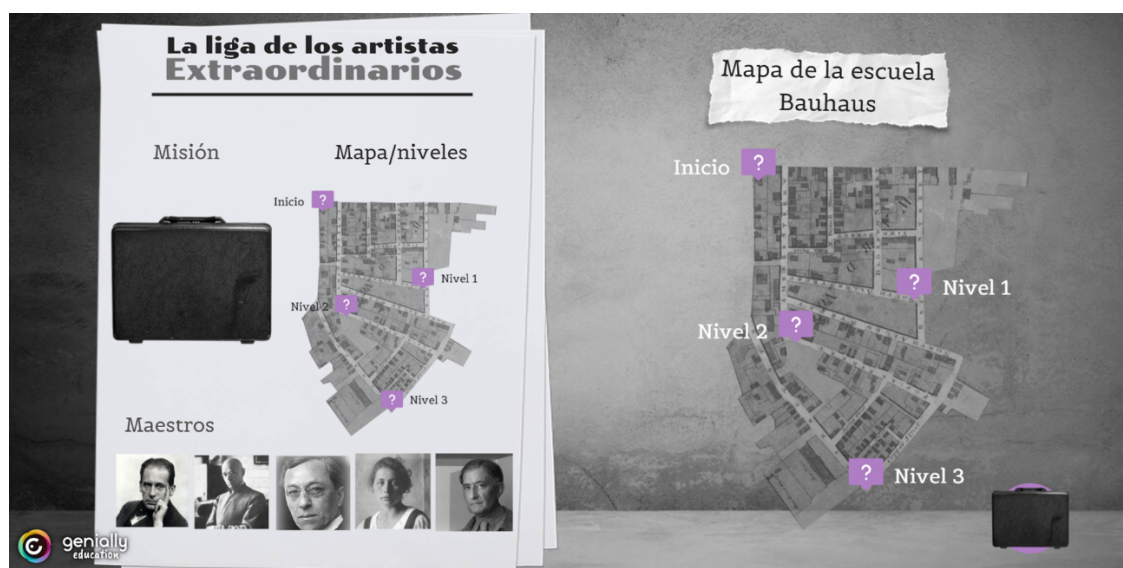 La liga de los artistas
Extraordinarios
Misión
Mapa/niveles
Inicio
?
?
Nivel 1
Nivel 2
?
?
Nivel 3
Maestros
genially
education
Mapa de la escuela
Bauhaus
Inicio
?
?
Nivel 1
Nivel 2
?
?
Nivel 3